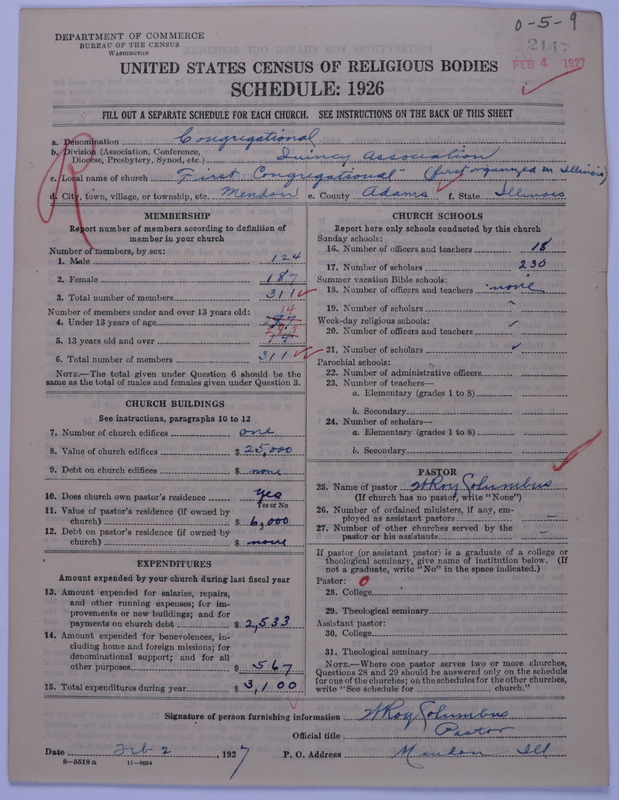 0-5-9
DEPARTMENT OF COMMERCE
BUREAU OF THE CENSUS
WASHINGTON
FEB 4 1927
UNITED STATES CENSUS OF RELIGIOUS BODIES
SCHEDULE: 1926
FILL OUT A SEPARATE SCHEDULE FOR EACH CHURCH. SEE INSTRUCTIONS ON THE BACK OF THIS SHEET
a. Denomination Congregational
b. Division (Association, Conference, Diocese, Presbytery, Synod, etc.) Quincy Association
c. Local name of church "First Congregational" (first organized in Illinois)
d. City, town, village, or township, etc. Mendon e. County Adams f. State Illinois
MEMBERSHIP
Report number of members according to definition of
member in your church
Number of members, by sex:
1. Male 124
2. Female 187
3. Total number of members 311
Number of members under and over 13 years old:
14
4. Under 13 years of age
297
5. 13 years old and over
6. Total number of members 311
NOTE.—The total given under Question 6 should be
same as the total of males and females given under Question 3.
CHURCH BUILDINGS
See instructions, paragraphs 10 to 12
7. Number of church edifices one
8. Value of church edifices $ 25,000
9. Debt on church edifices $ none
10. Does church own pastor's residence yes
Yes or No
11. Value of pastor's residence (if owned by
church) $ 6,000
12. Debt on pastor's residence (if owned by
church) $ none
EXPENDITURES
Amount expended by your church during last fiscal year
13. Amount expended for salaries, repairs,
and other running expenses; for im-
provements or new buildings; and for
payments on church debt $ 2,533
14. Amount expended for benevolences, in-
cluding home and foreign missions; for
denominational support; and for all
other purposes $ 567
15. Total expenditures during year $ 3,100
CHURCH SCHOOLS
Report here only schools conducted by this church
Sunday schools:
16. Number of officers and teachers 18
17. Number of scholars 230
Summer vacation Bible schools:
18. Number of officers and teachers none
19. Number of scholars "
Week-day religious schools:
20. Number of officers and teachers
21. Number of scholars
Parochial schools:
22. Number of administrative officers
23. Number of teachers—
a. Elementary (grades 1 to 8)
b. Secondary
24. Number of scholars—
a. Elementary (grades 1 to 8)
b. Secondary
PASTOR
25. Name of pastor W Roy Columbus
(If church has no pastor, write "None")
26. Number of ordained ministers, if any, em-
ployed as assistant pastors —
27. Number of other churches served by the
pastor or his assistants —
If pastor (or assistant pastor) is a graduate of a college or
theological seminary, give name of institution below. (If
not a graduate, write "No" in the space indicated.)
Pastor: 0
28. College
29. Theological seminary
Assistant pastor:
30. College
31. Theological seminary
NOTE.—Where one pastor serves two or more churches,
Questions 28 and 29 should be answered only on the schedule
for one of the churches; on the schedules for the other churches,
write "See schedule for church."
Signature of person furnishing information W Roy Columbus
Official title Pastor
Date Feb 2, 1927 P. O. Address Mendon Ill
8—5518 a 11—9054